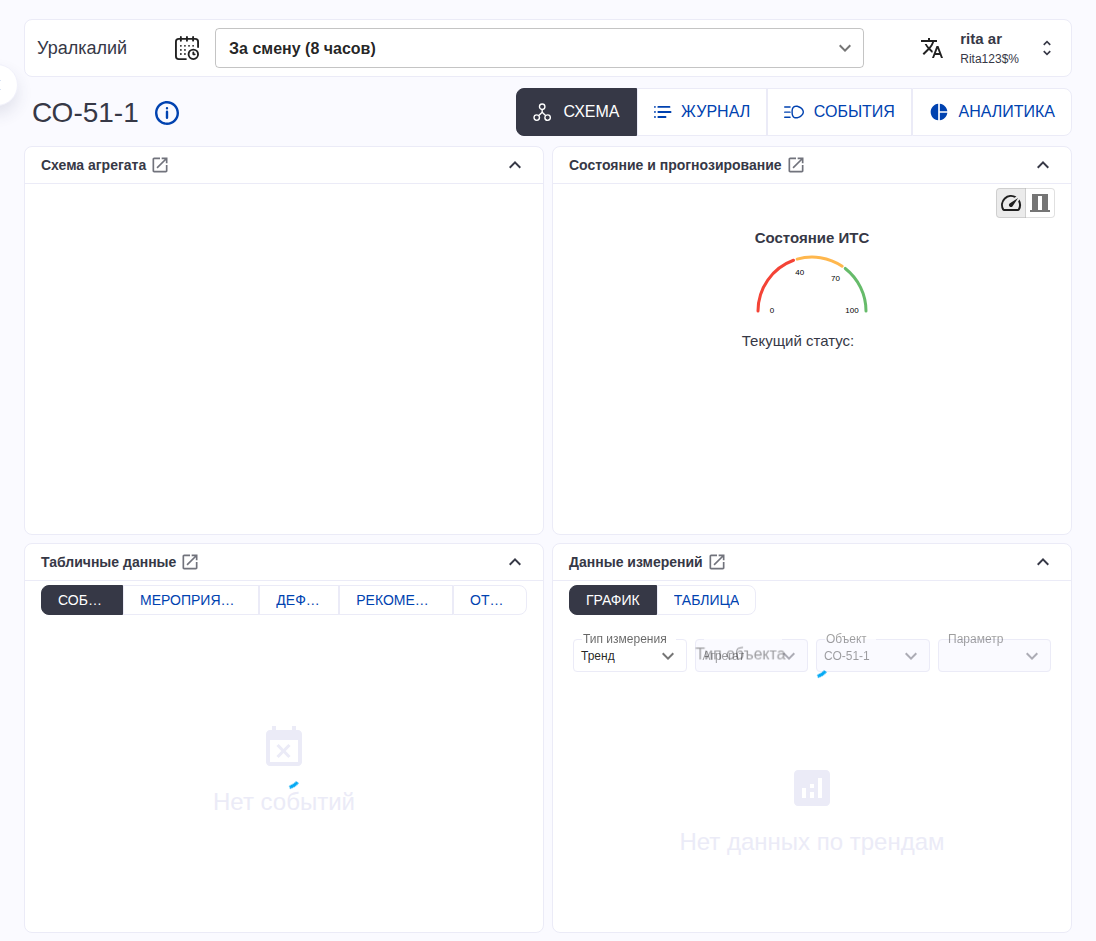 Уралкалий
За смену (8 часов)
rita ar
Rita123$%
СО-51-1
СХЕМА
ЖУРНАЛ
СОБЫТИЯ
АНАЛИТИКА
Схема агрегата
Состояние и прогнозирование
Состояние ИТС
40
70
0
100
Текущий статус:
Табличные данные
Данные измерений
СОБ…
МЕРОПРИЯ…
ДЕФ…
РЕКОМЕ…
ОТ…
ГРАФИК
ТАБЛИЦА
Тип измерения
Тренд
Тип объекта
Агрегат
Объект
СО-51-1
Параметр
Нет событий
Нет данных по трендам